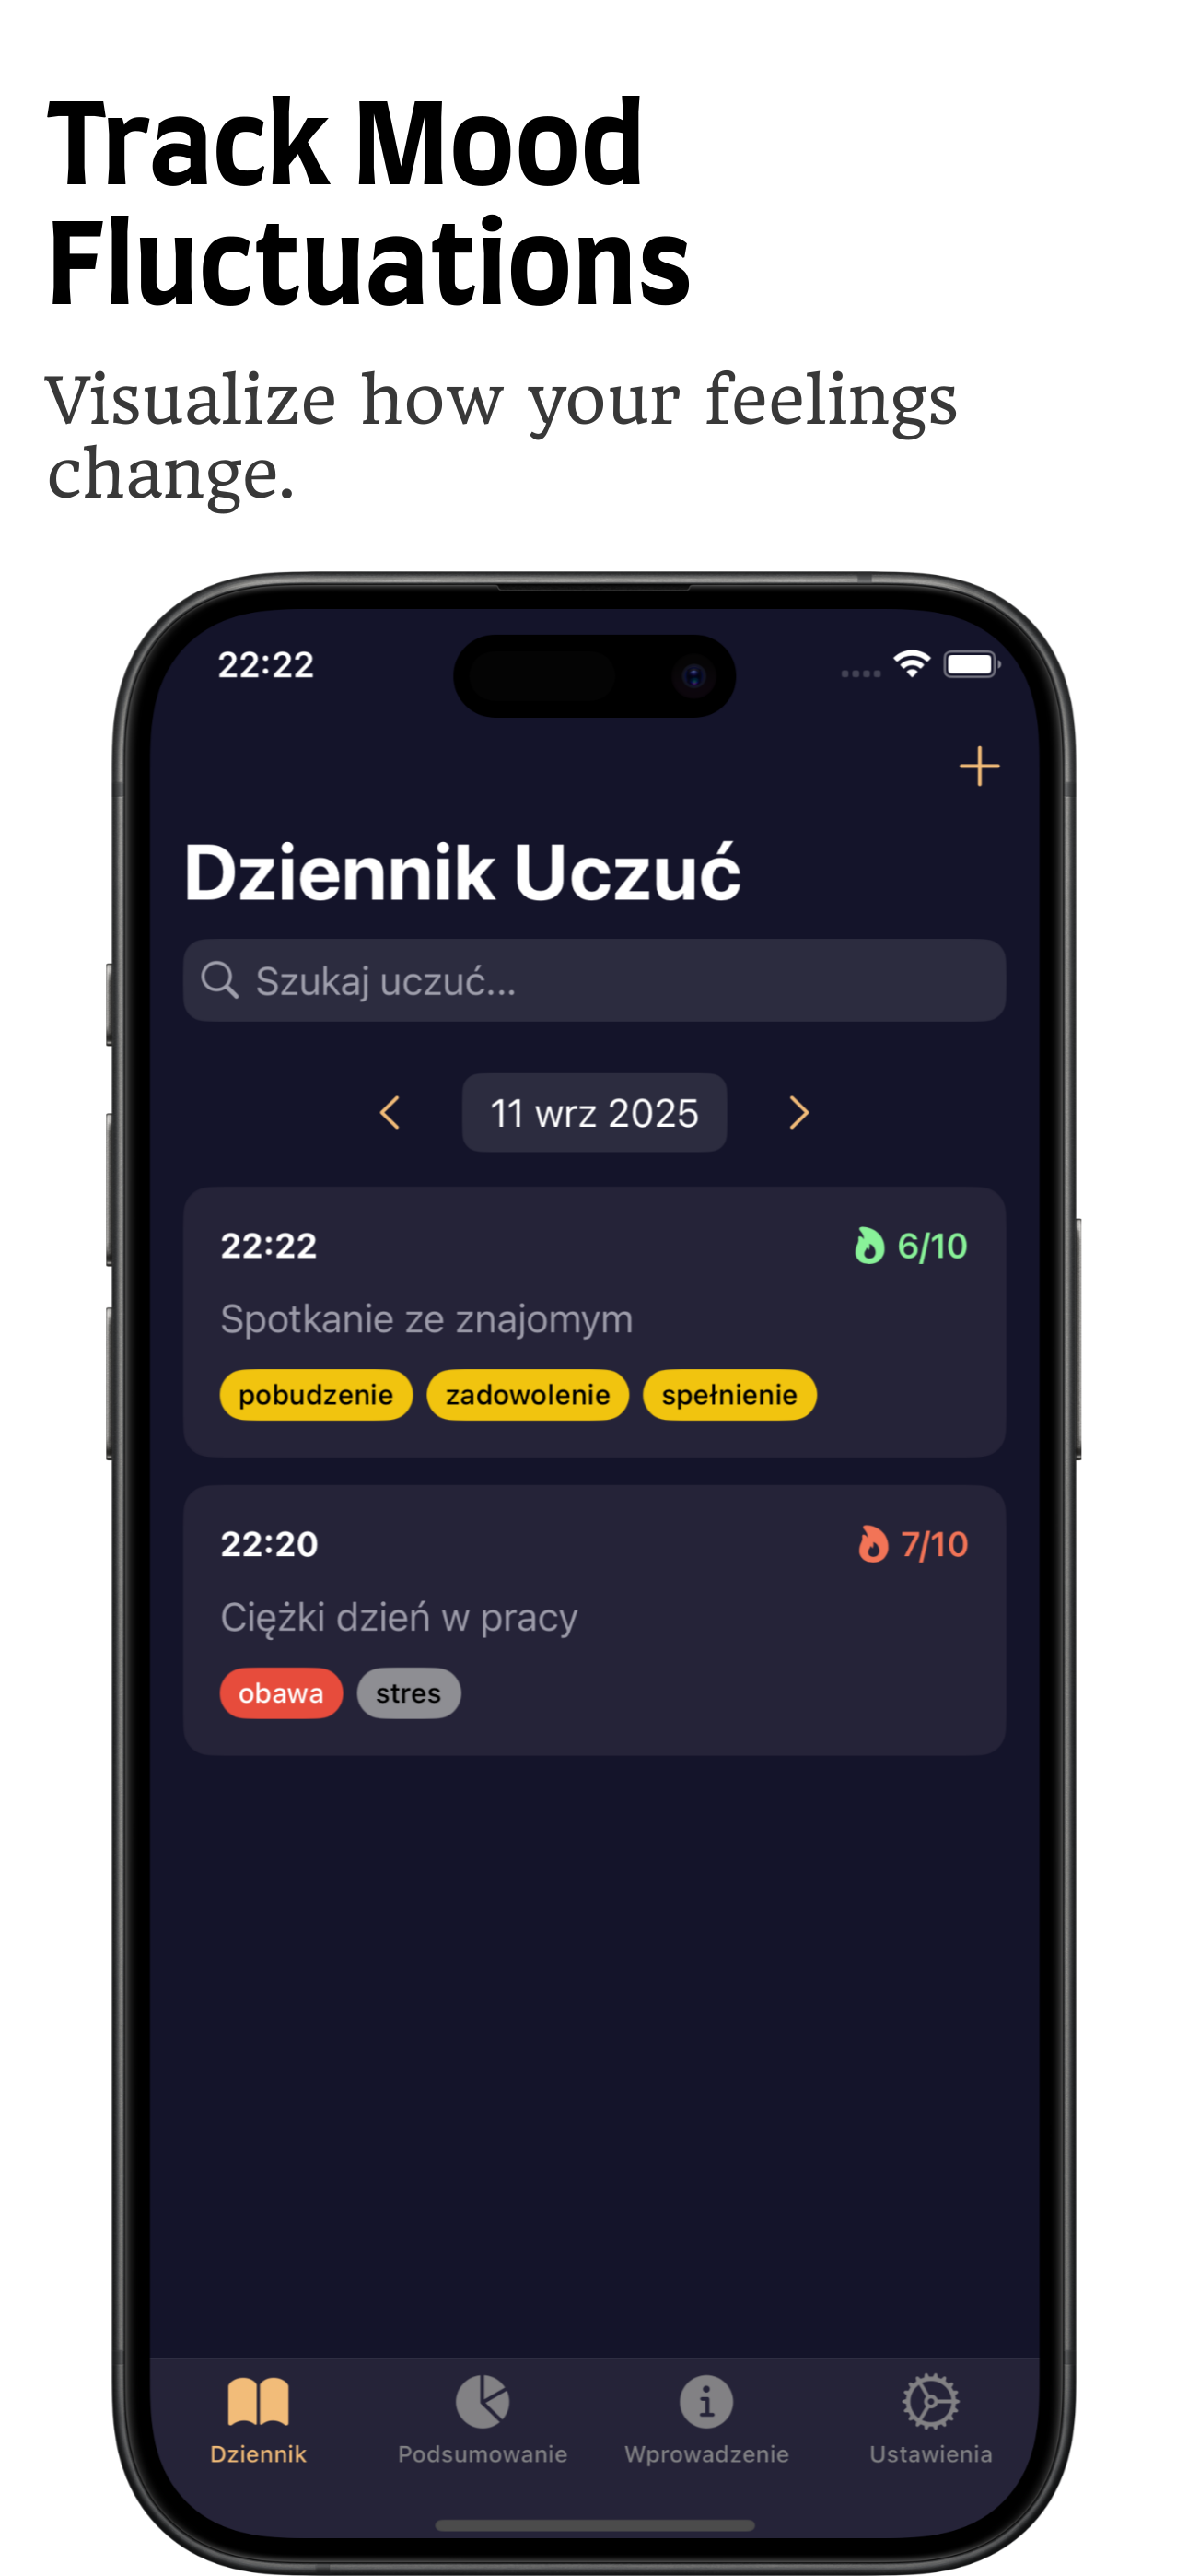 Track Mood
Fluctuations
Visualize how your feelings
change.
22:22
Dziennik Uczuć
Szukaj uczuć...
11 wrz 2025
22:22 6/10
Spotkanie ze znajomym
pobudzenie zadowolenie spełnienie
22:20 7/10
Ciężki dzień w pracy
obawa stres
Dziennik Podsumowanie Wprowadzenie Ustawienia